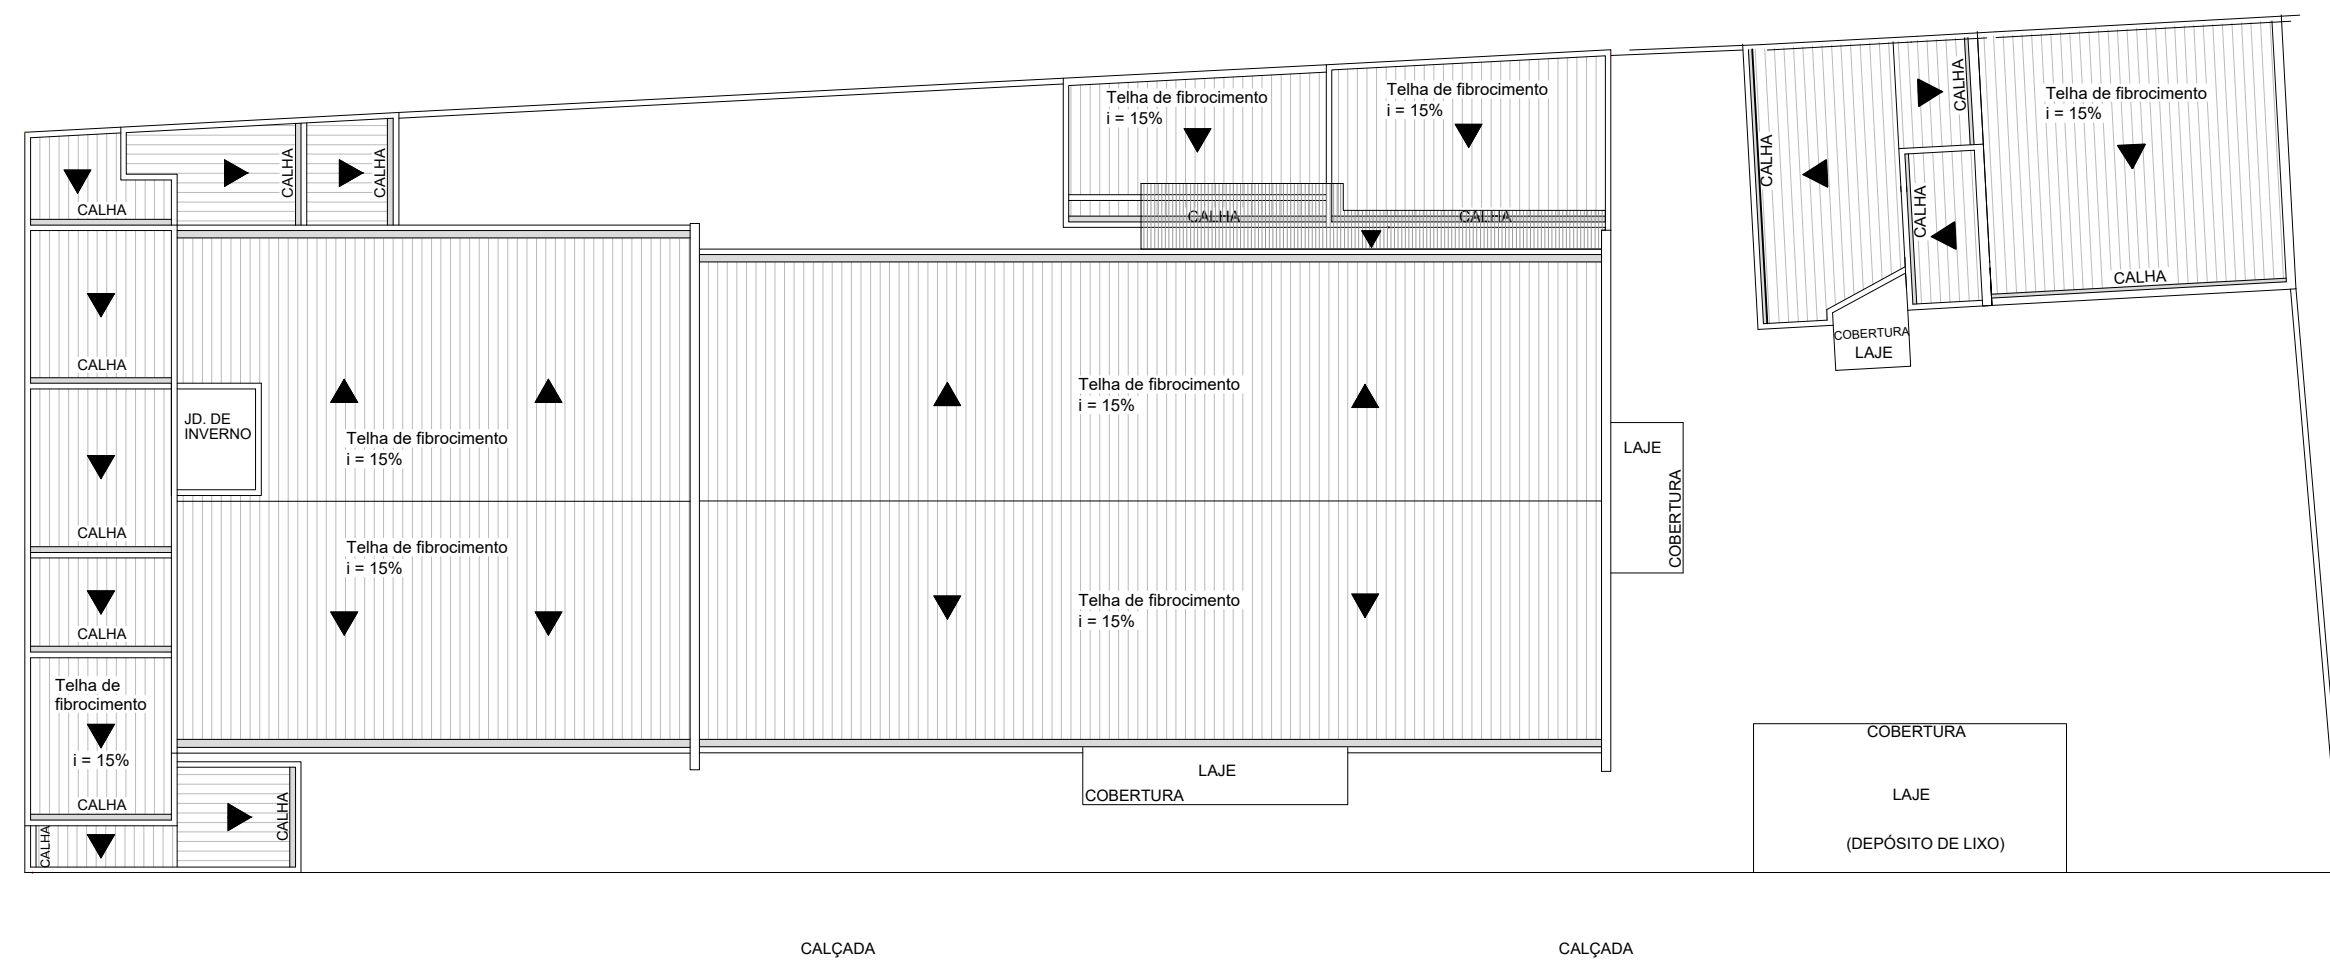 Telha de fibrocimento
i = 15%
Telha de fibrocimento
i = 15%
CALHA
CALHA
CALHA
CALHA
CALHA
CALHA
CALHA
Telha de fibrocimento
i = 15%
CALHA
CALHA
CALHA
CALHA
COBERTURA
LAJE
CALHA
JD. DE
INVERNO
Telha de fibrocimento
i = 15%
Telha de fibrocimento
i = 15%
LAJE
COBERTURA
CALHA
Telha de fibrocimento
i = 15%
Telha de fibrocimento
i = 15%
CALHA
Telha de
fibrocimento
i = 15%
CALHA
CALHA
CALHA
LAJE
COBERTURA
COBERTURA
LAJE
(DEPÓSITO DE LIXO)
CALÇADA
CALÇADA